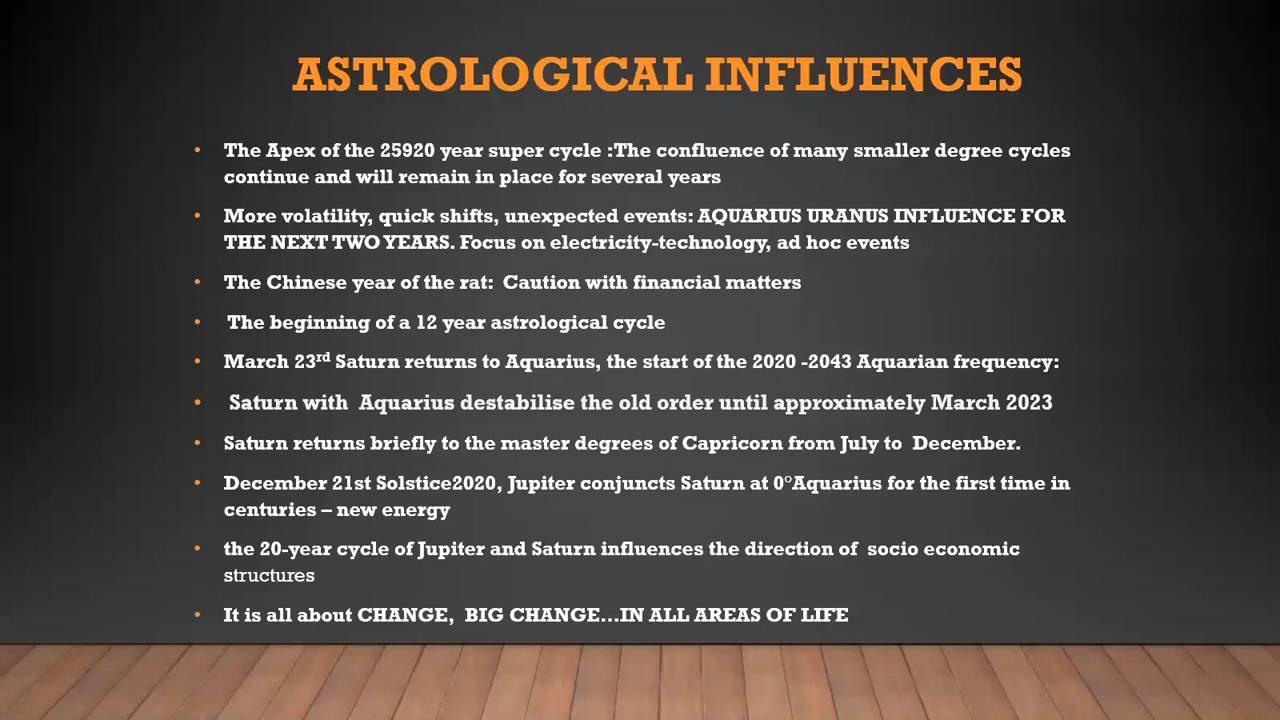 ASTROLOGICAL INFLUENCES
• The Apex of the 25920 year super cycle :The confluence of many smaller degree cycles
continue and will remain in place for several years
• More volatility, quick shifts, unexpected events: AQUARIUS URANUS INFLUENCE FOR
THE NEXT TWO YEARS. Focus on electricity-technology, ad hoc events
• The Chinese year of the rat:  Caution with financial matters
• The beginning of a 12 year astrological cycle
• March 23rd Saturn returns to Aquarius, the start of the 2020 -2043 Aquarian frequency:
• Saturn with  Aquarius destabilise the old order until approximately March 2023
• Saturn returns briefly to the master degrees of Capricorn from July to  December.
• December 21st Solstice2020, Jupiter conjuncts Saturn at 0°Aquarius for the first time in
centuries – new energy
• the 20-year cycle of Jupiter and Saturn influences the direction of  socio economic
structures
• It is all about CHANGE,  BIG CHANGE...IN ALL AREAS OF LIFE